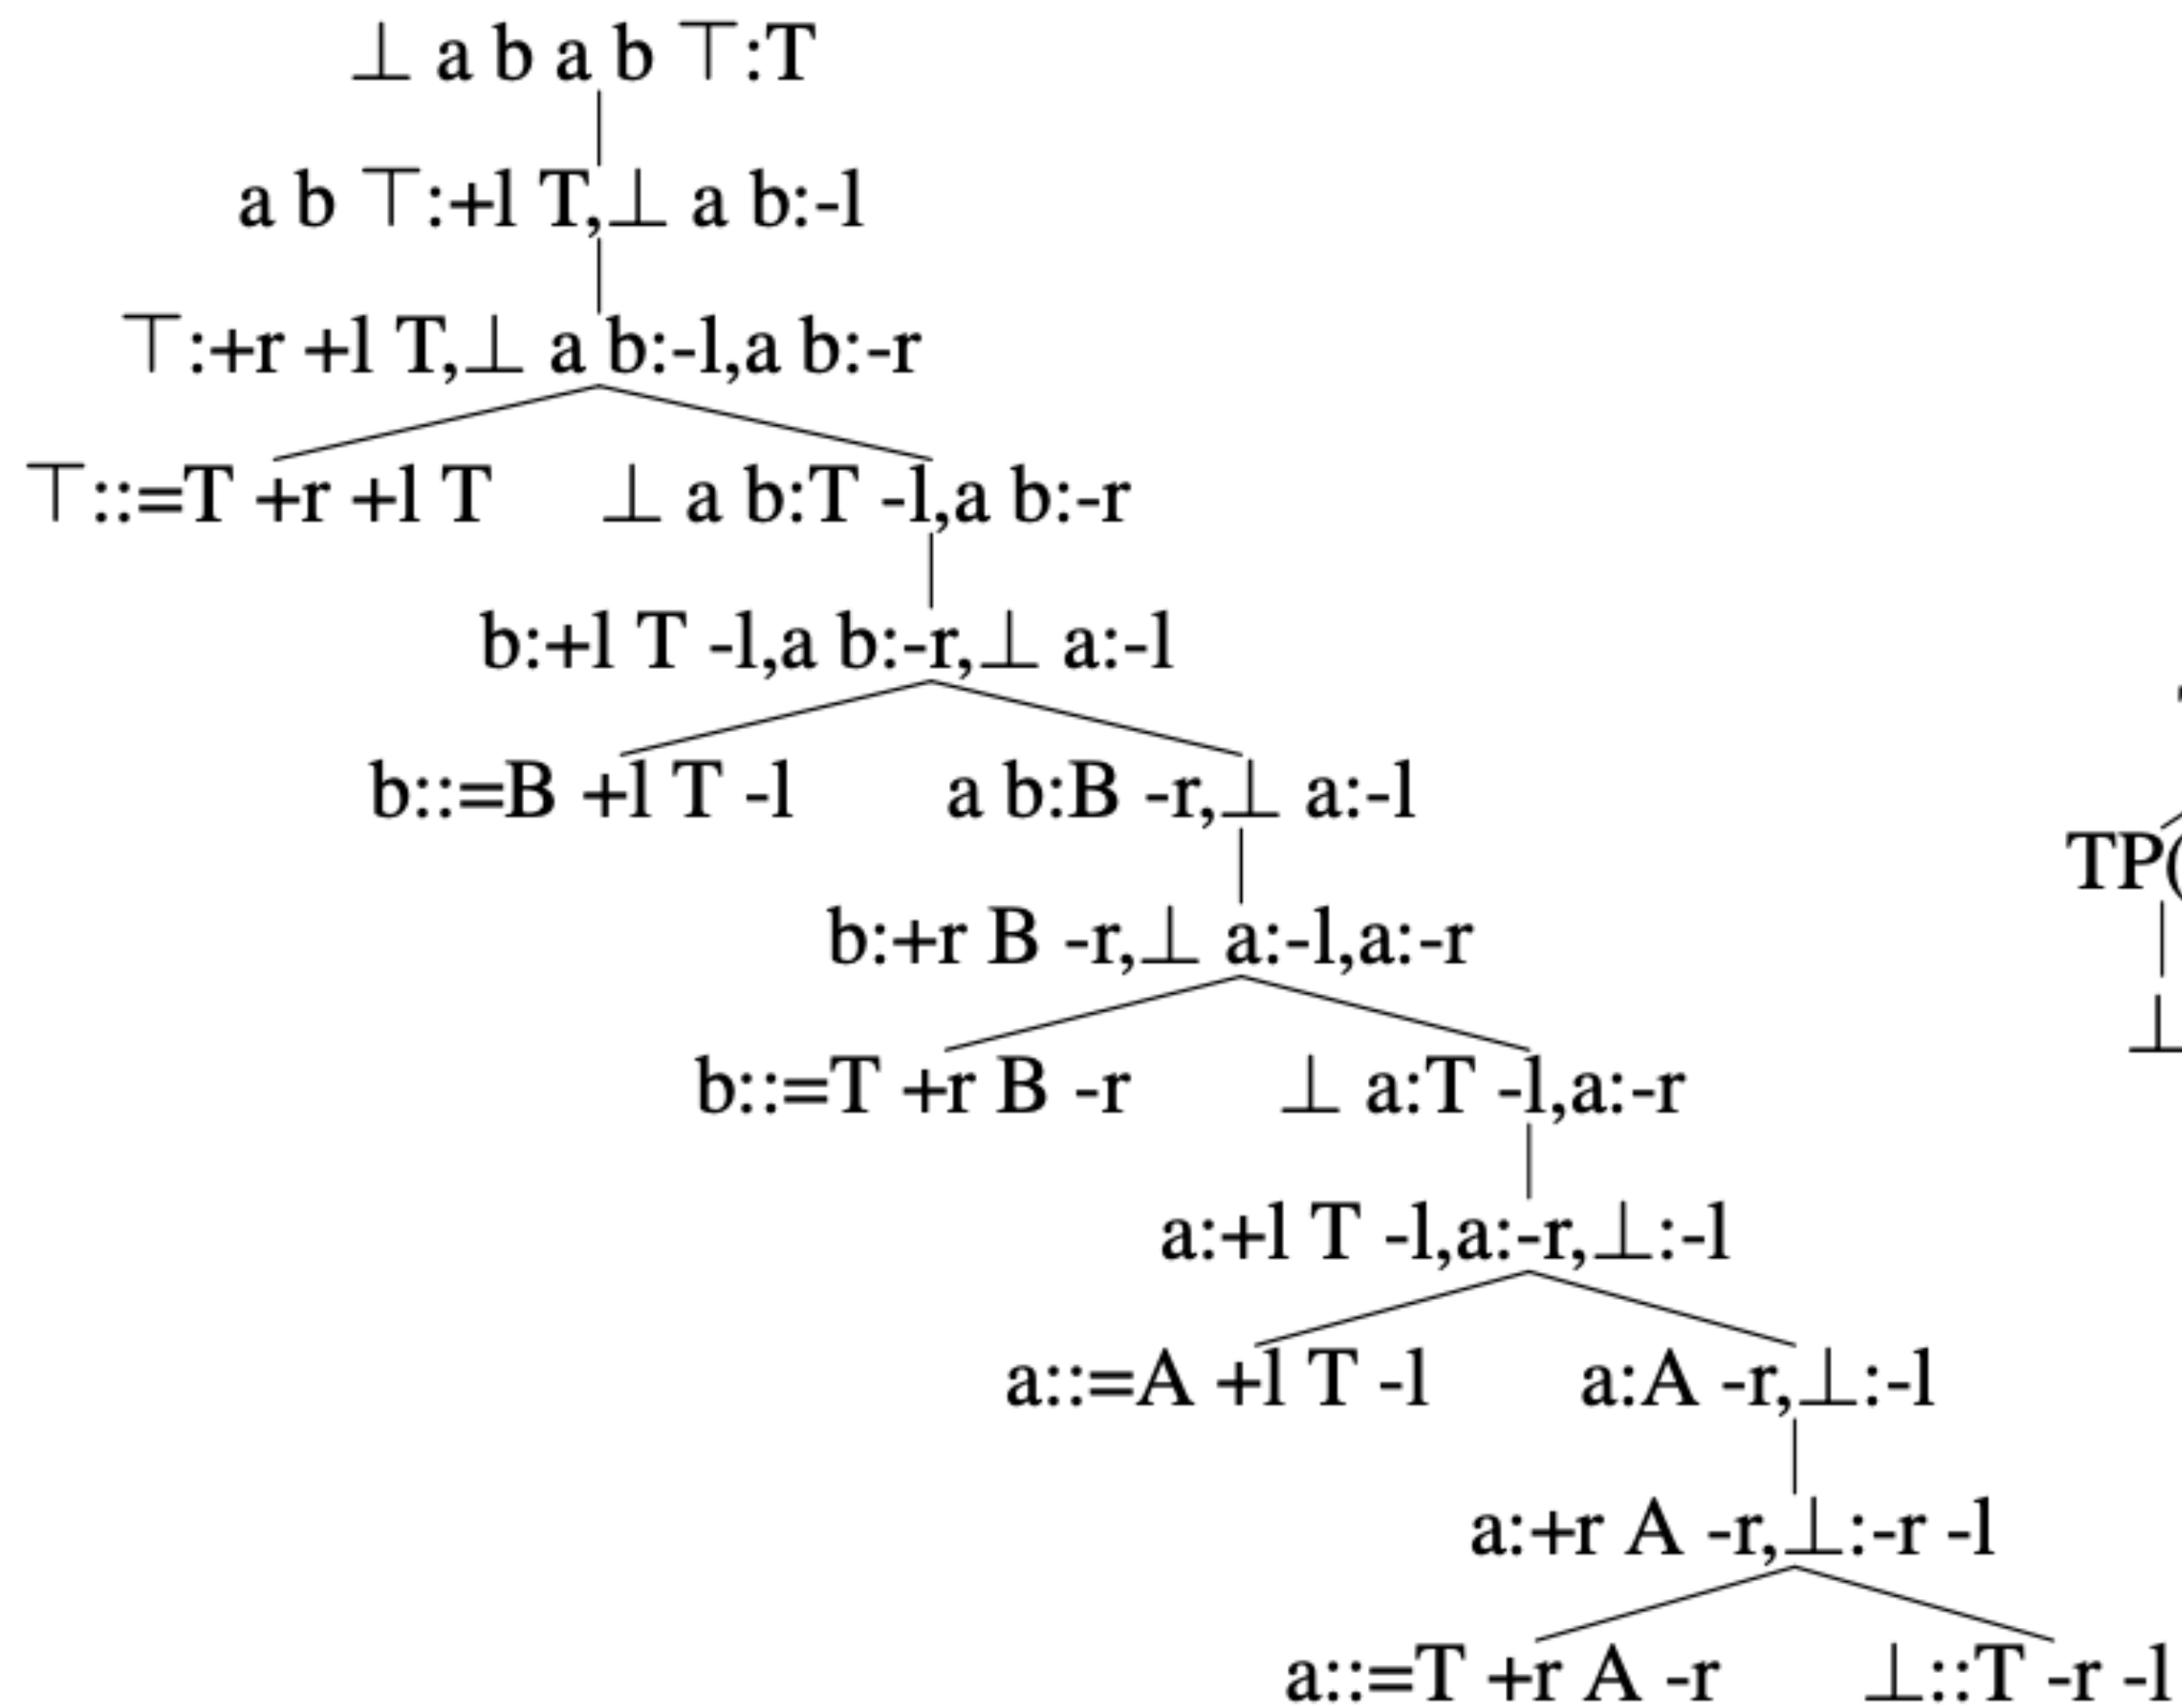 ⊥ a b a b ⊤:T
a b ⊤:+l T,⊥ a b:-l
⊤:+r +l T,⊥ a b:-l,a b:-r
⊤::=T +r +l T ⊥ a b:T -l,a b:-r
b:+l T -l,a b:-r,⊥ a:-l
b::=B +l T -l a b:B -r,⊥ a:-l
TP(
b:+r B -r,⊥ a:-l,a:-r
⊥
b::=T +r B -r ⊥ a:T -l,a:-r
a:+l T -l,a:-r,⊥:-l
a::=A +l T -l a:A -r,⊥:-l
a:+r A -r,⊥:-r -l
a::=T +r A -r ⊥::T -r -l